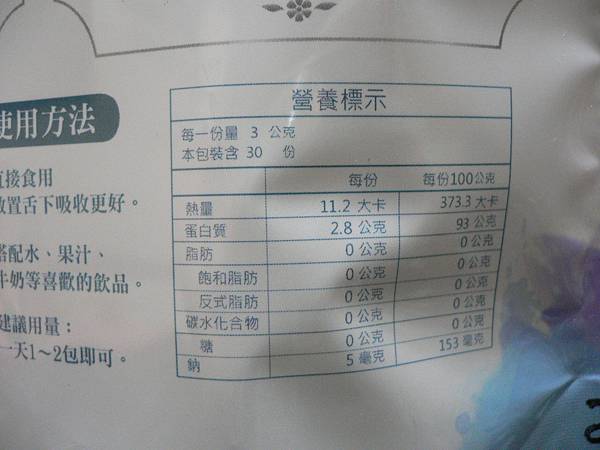 使用方法
直接食用
放置舌下吸收更好。
搭配水、果汁、
牛奶等喜歡的飲品。
建議用量：
一天1～2包即可。
營養標示
每一份量 3 公克
本包裝含 30 份
每份 每份100公克
熱量 11.2 大卡 373.3 大卡
蛋白質 2.8 公克 93 公克
脂肪 0 公克 0 公克
飽和脂肪 0 公克 0 公克
反式脂肪 0 公克 0 公克
碳水化合物 0 公克 0 公克
糖 0 公克 0 公克
鈉 5 毫克 153 毫克